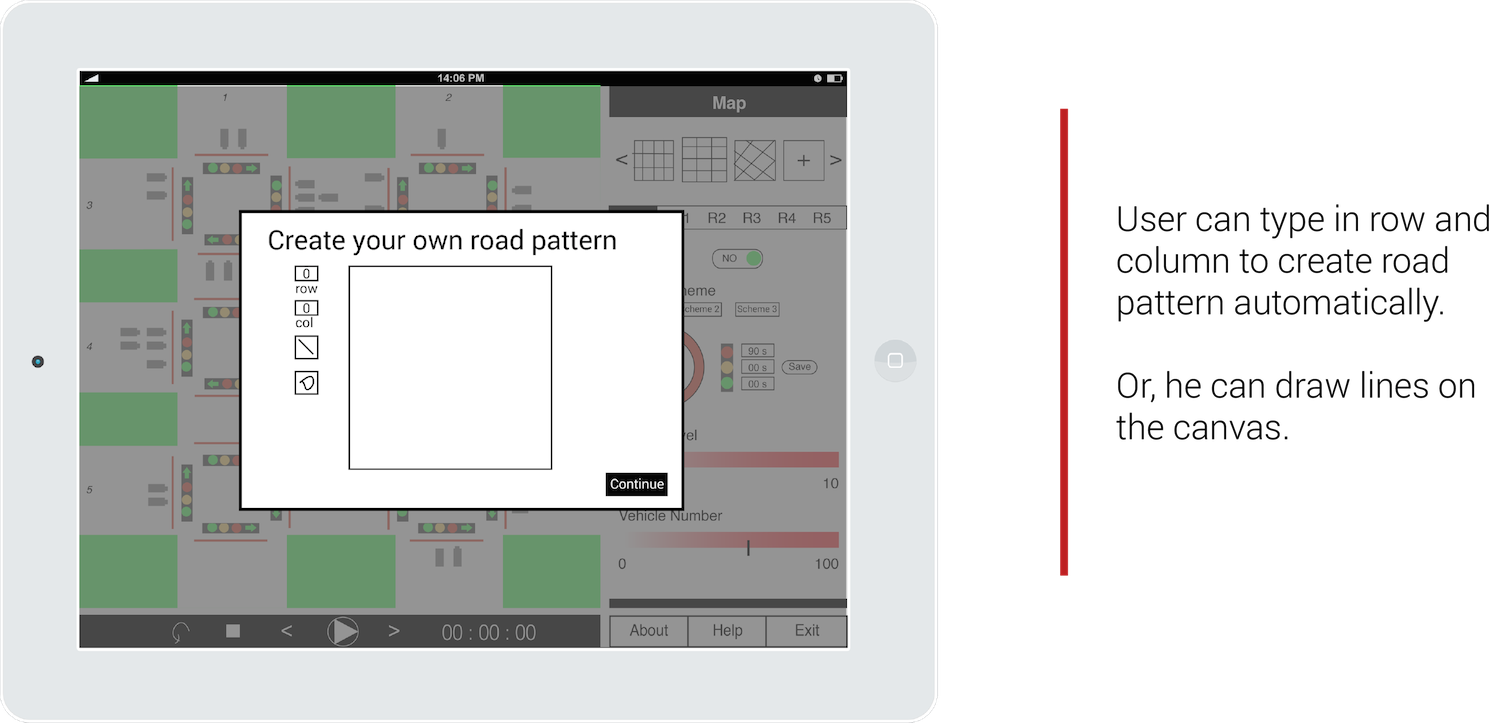 14:06 PM
1
2
Map
<
+
>
3
1 R2 R3 R4 R5
Create your own road pattern
NO
0
row
eme
0
cheme 2
Scheme 3
col
4
90 s
00 s
Save
00 s
vel
10
5
Continue
Vehicle Number
0
100
<
>
00 : 00 : 00
About
Help
Exit
User can type in row and
column to create road
pattern automatically.
Or, he can draw lines on
the canvas.